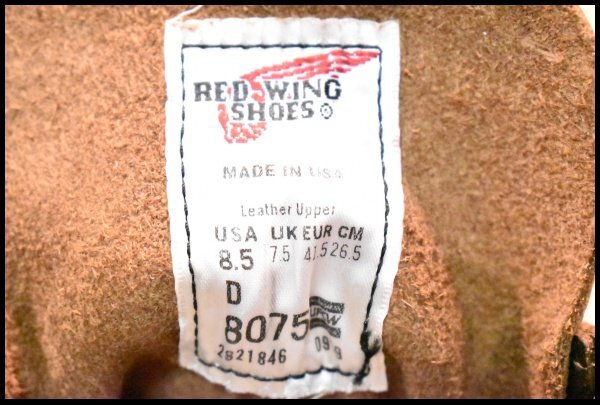 RED WING
SHOES®
MADE IN USA
Leather Upper
USA UK EUR CM
8.5 7.5 41.5 26.5
D
8075
2821846 09